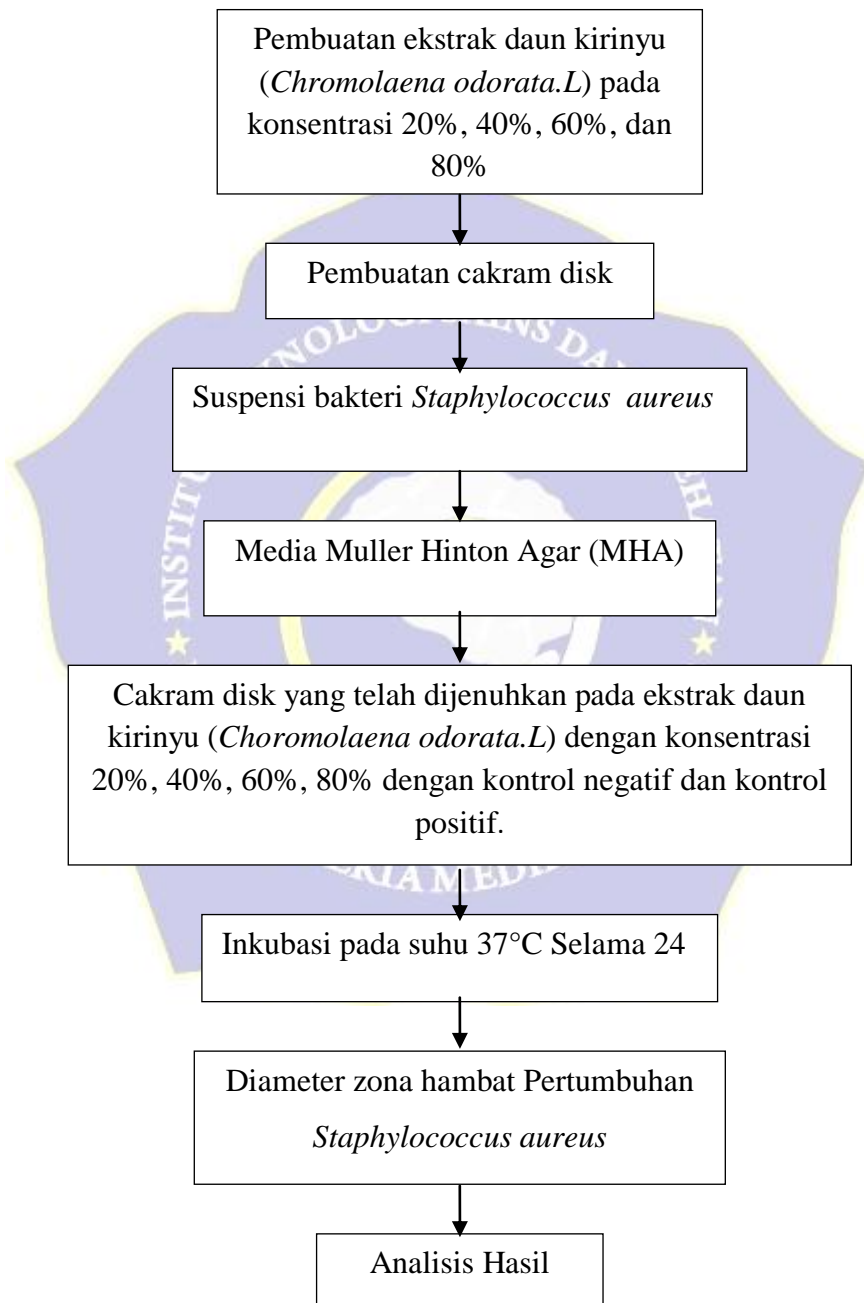 Pembuatan ekstrak daun kirinyu
(Chromolaena odorata.L) pada
konsentrasi 20%, 40%, 60%, dan
80%
Pembuatan cakram disk
Suspensi bakteri Staphylococcus aureus
Media Muller Hinton Agar (MHA)
Cakram disk yang telah dijenuhkan pada ekstrak daun
kirinyu (Choromolaena odorata.L) dengan konsentrasi
20%, 40%, 60%, 80% dengan kontrol negatif dan kontrol
positif.
Inkubasi pada suhu 37°C Selama 24
Diameter zona hambat Pertumbuhan
Staphylococcus aureus
Analisis Hasil